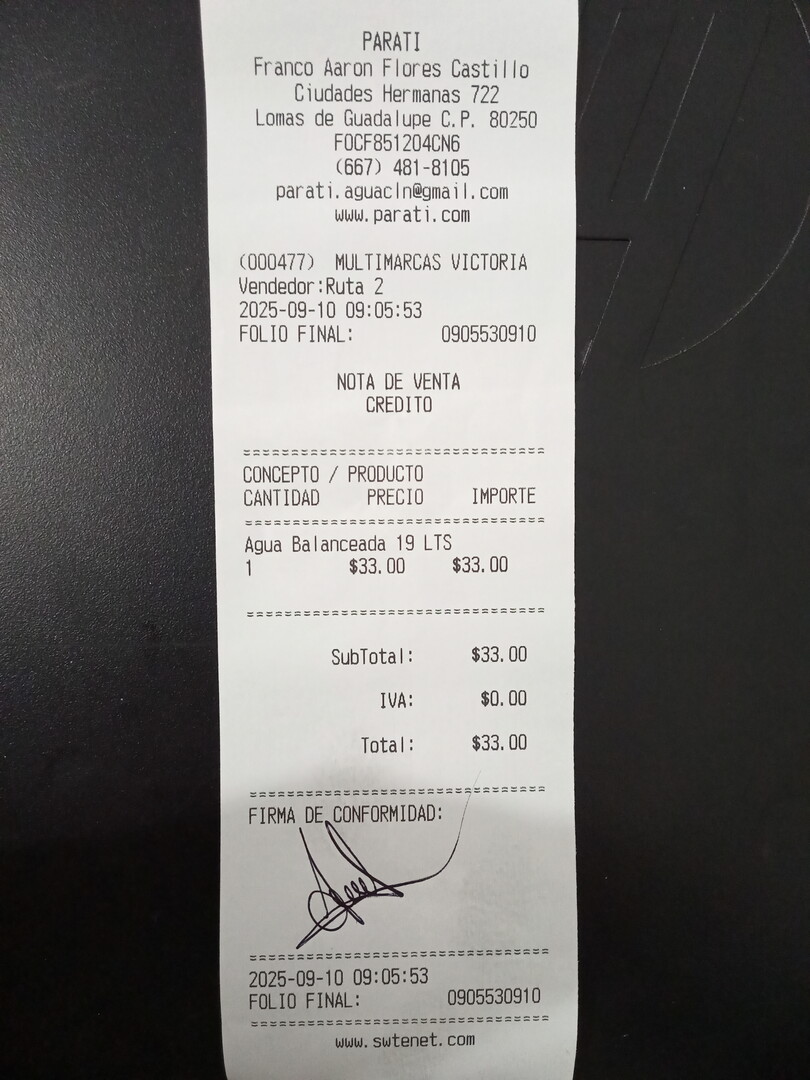 PARATI
Franco Aaron Flores Castillo
Ciudades Hermanas 722
Lomas de Guadalupe C.P. 80250
FOCF851204CN6
(667) 481-8105
parati.aguacln@gmail.com
www.parati.com
(000477) MULTIMARCAS VICTORIA
Vendedor:Ruta 2
2025-09-10 09:05:53
FOLIO FINAL: 0905530910
NOTA DE VENTA
CREDITO
================================
CONCEPTO / PRODUCTO
CANTIDAD PRECIO IMPORTE
================================
Agua Balanceada 19 LTS
1 $33.00 $33.00
================================
SubTotal: $33.00
IVA: $0.00
Total: $33.00
================================
FIRMA DE CONFORMIDAD:
================================
2025-09-10 09:05:53
FOLIO FINAL: 0905530910
================================
www.swtenet.com